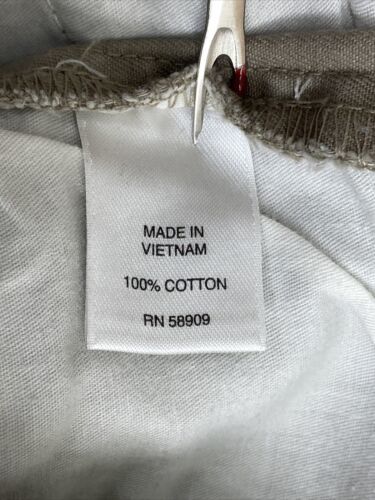 MADE IN
VIETNAM
100% COTTON
RN 58909